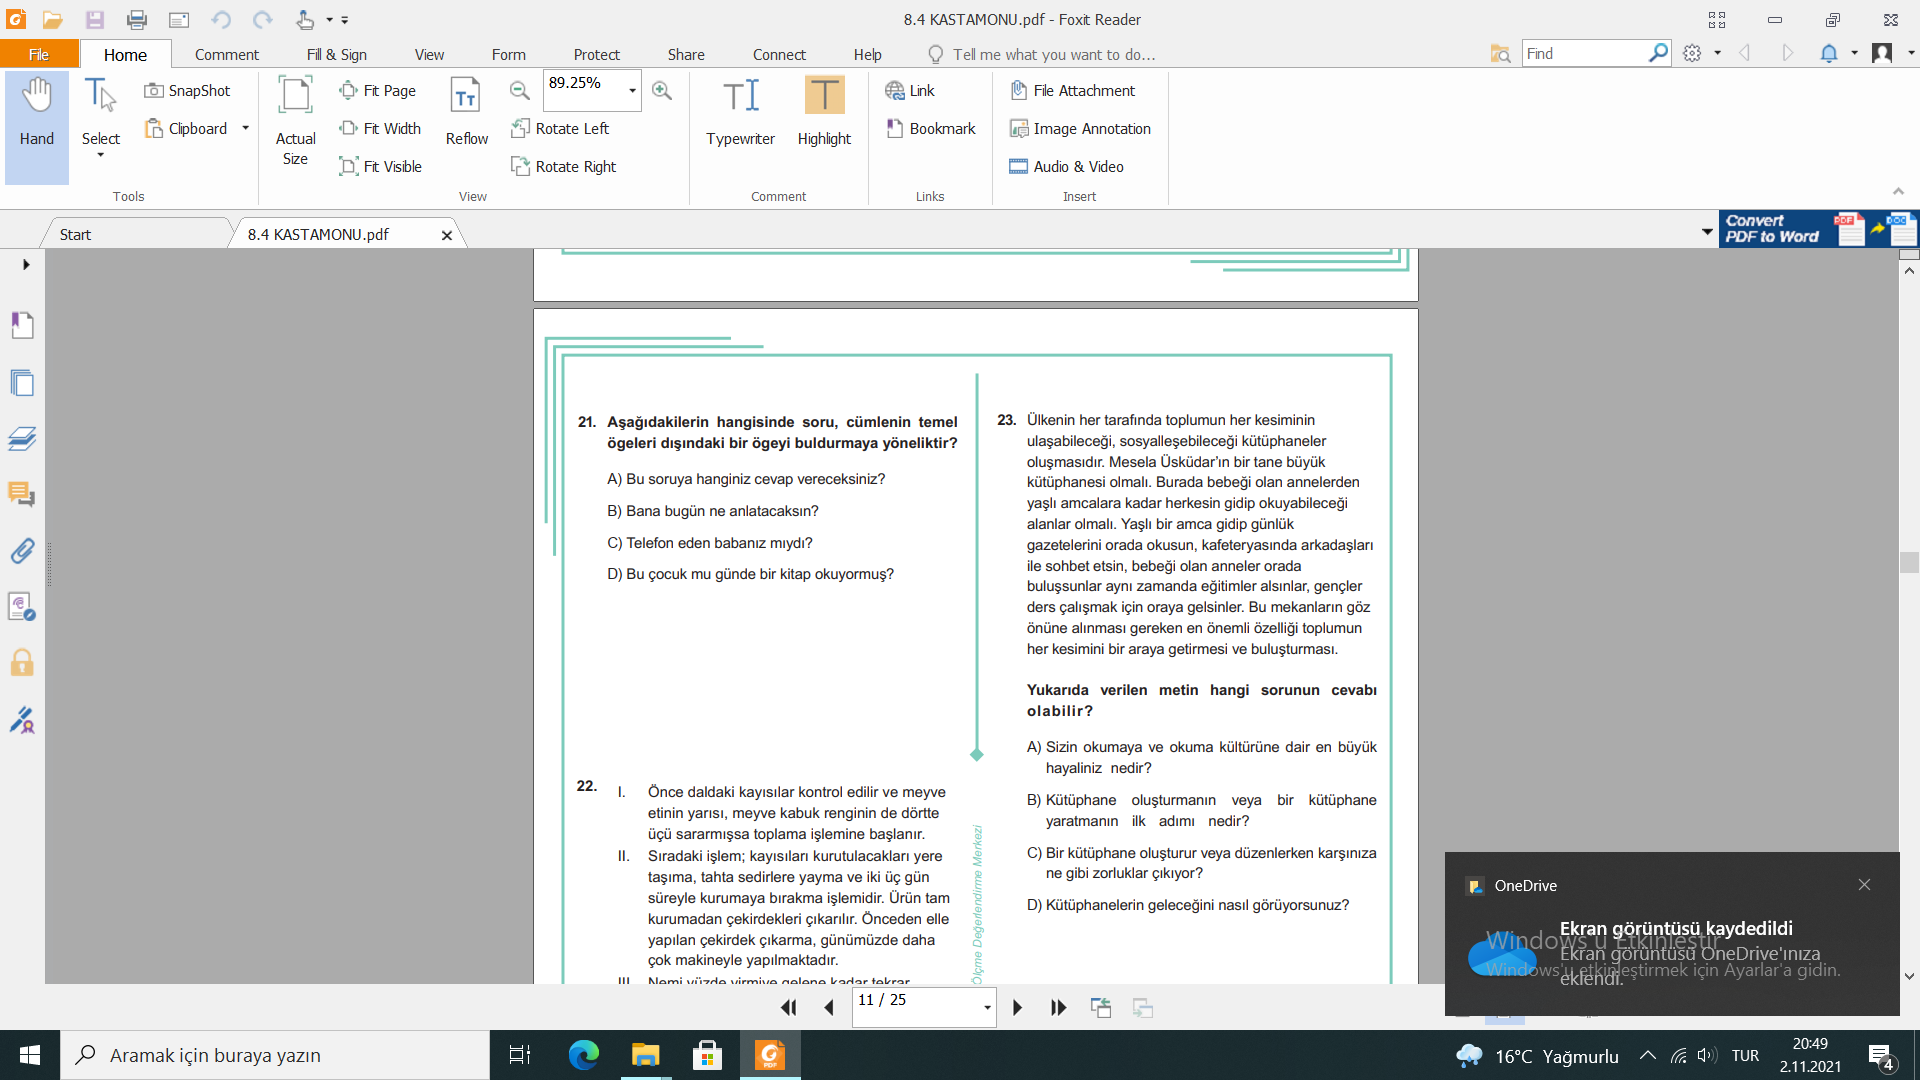 8.4 KASTAMONU.pdf - Foxit Reader
File
Home
Comment
Fill & Sign
View
Form
Protect
Share
Connect
Help
Tell me what you want to do...
Find
Hand
Select
SnapShot
Clipboard
Tools
Actual
Size
Fit Page
Fit Width
Fit Visible
Reflow
89.25%
Rotate Left
Rotate Right
View
Typewriter
Highlight
Comment
Link
Bookmark
Links
File Attachment
Image Annotation
Audio & Video
Insert
Start
8.4 KASTAMONU.pdf
Convert
PDF to Word
PDF
DOC
21. Aşağıdakilerin hangisinde soru, cümlenin temel
ögeleri dışındaki bir ögeyi buldurmaya yöneliktir?
A) Bu soruya hanginiz cevap vereceksiniz?
B) Bana bugün ne anlatacaksın?
C) Telefon eden babanız mıydı?
D) Bu çocuk mu günde bir kitap okuyormuş?
22. I. Önce daldaki kayısılar kontrol edilir ve meyve
etinin yarısı, meyve kabuk renginin de dörtte
üçü sararmışsa toplama işlemine başlanır.
II. Sıradaki işlem; kayısıları kurutulacakları yere
taşıma, tahta sedirlere yayma ve iki üç gün
süreyle kurumaya bırakma işlemidir. Ürün tam
kurumadan çekirdekleri çıkarılır. Önceden elle
yapılan çekirdek çıkarma, günümüzde daha
çok makineyle yapılmaktadır.
III. Nemi yüzde yirmiye gelene kadar tekrar
Ölçme Değerlendirme Merkezi
23. Ülkenin her tarafında toplumun her kesiminin
ulaşabileceği, sosyalleşebileceği kütüphaneler
oluşmasıdır. Mesela Üsküdar'ın bir tane büyük
kütüphanesi olmalı. Burada bebeği olan annelerden
yaşlı amcalara kadar herkesin gidip okuyabileceği
alanlar olmalı. Yaşlı bir amca gidip günlük
gazetelerini orada okusun, kafeteryasında arkadaşları
ile sohbet etsin, bebeği olan anneler orada
buluşsunlar aynı zamanda eğitimler alsınlar, gençler
ders çalışmak için oraya gelsinler. Bu mekanların göz
önüne alınması gereken en önemli özelliği toplumun
her kesimini bir araya getirmesi ve buluşturması.
Yukarıda verilen metin hangi sorunun cevabı
olabilir?
A) Sizin okumaya ve okuma kültürüne dair en büyük
hayaliniz nedir?
B) Kütüphane oluşturmanın veya bir kütüphane
yaratmanın ilk adımı nedir?
C) Bir kütüphane oluşturur veya düzenlerken karşınıza
ne gibi zorluklar çıkıyor?
D) Kütüphanelerin geleceğini nasıl görüyorsunuz?
OneDrive
Ekran görüntüsü kaydedildi
Ekran görüntüsü OneDrive'ınıza
eklendi.
Windows'u Etkinleştir
Windows'u etkinleştirmek için Ayarlar'a gidin.
11 / 25
Aramak için buraya yazın
PDF
16°C Yağmurlu
TUR
20:49
2.11.2021
4